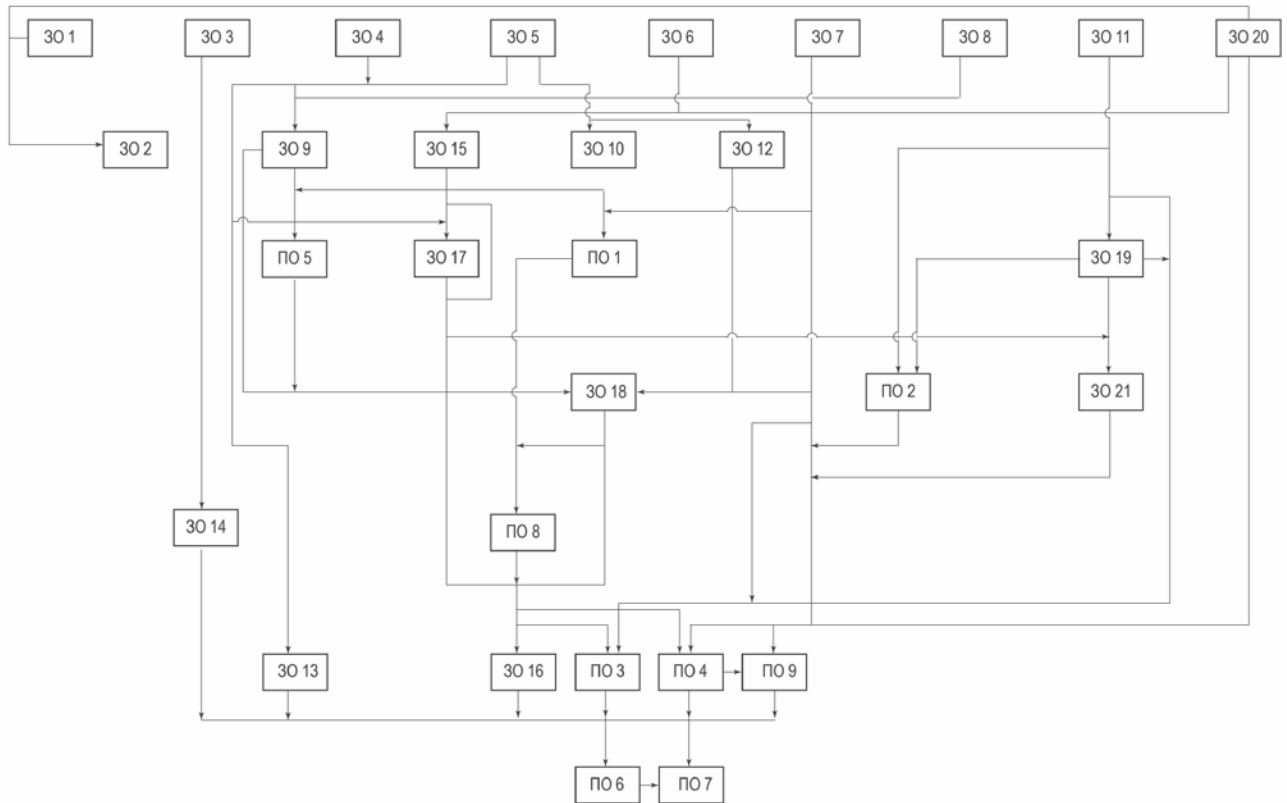 ЗО 1
ЗО 3
ЗО 4
ЗО 5
ЗО 6
ЗО 7
ЗО 8
ЗО 11
ЗО 20
ЗО 2
ЗО 9
ЗО 15
ЗО 10
ЗО 12
ПО 5
ЗО 17
ПО 1
ЗО 19
ЗО 18
ПО 2
ЗО 21
ЗО 14
ПО 8
ЗО 13
ЗО 16
ПО 3
ПО 4
ПО 9
ПО 6
ПО 7